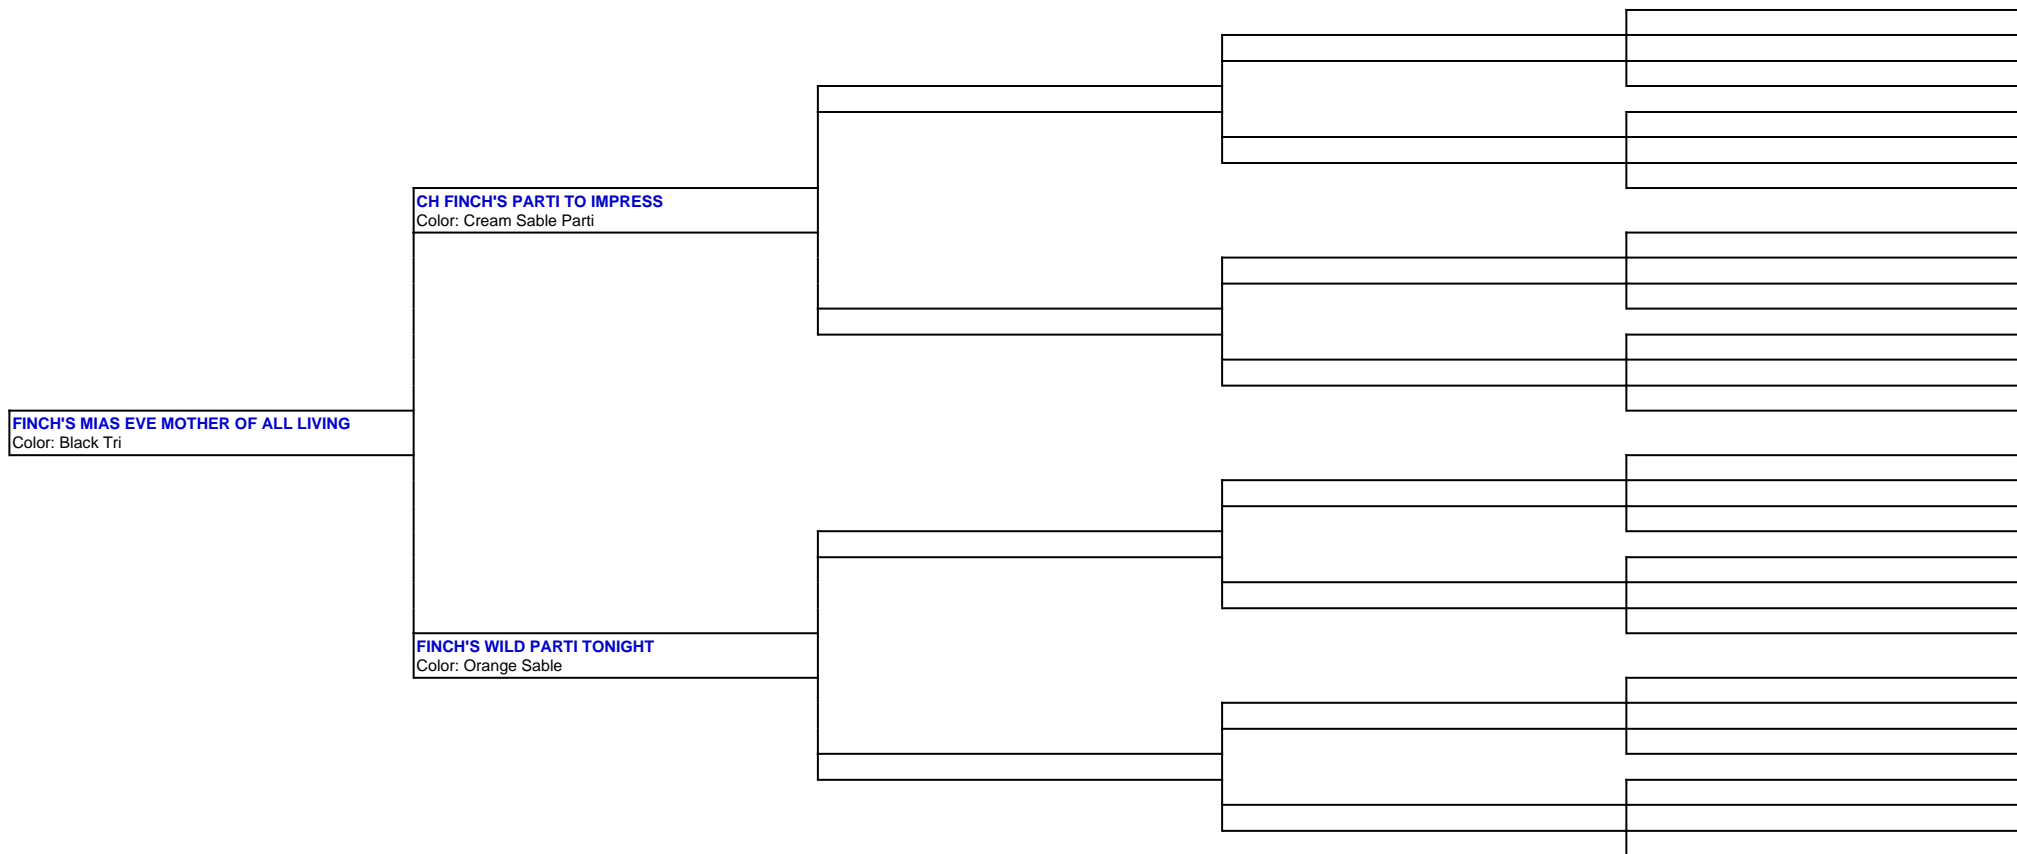 CH FINCH'S PARTI TO IMPRESS
Color: Cream Sable Parti
FINCH'S MIAS EVE MOTHER OF ALL LIVING
Color: Black Tri
FINCH'S WILD PARTI TONIGHT
Color: Orange Sable